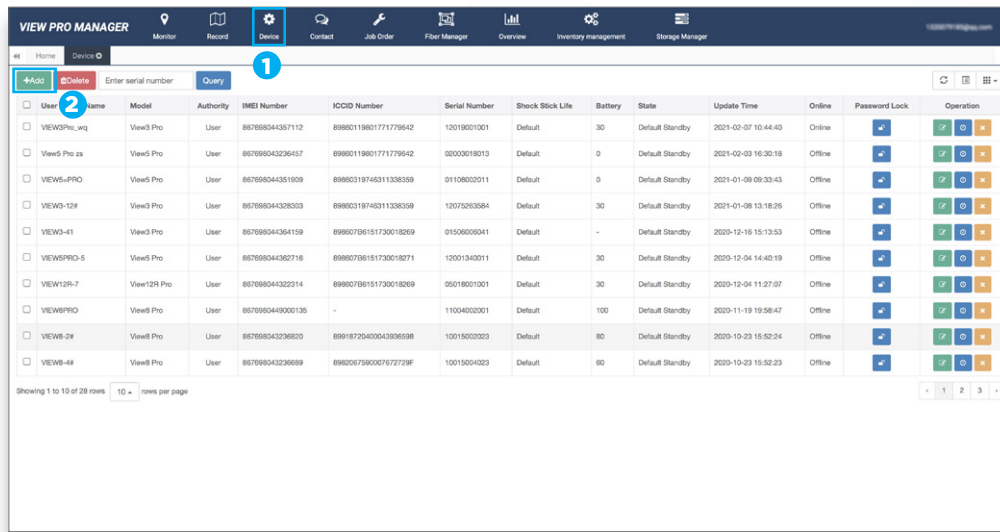 VIEW PRO MANAGER
Monitor Record Device Contact Job Order Fiber Manager Overview Inventory management Storage Manager
1
Home Device
+Add Delete Enter serial number Query
2
User Name Model Authority IMEI Number ICCID Number Serial Number Shock Stick Life Battery State Update Time Online Password Lock Operation
VIEW3Pro_wq View3 Pro User 867698044357112 89860119801771779642 12019001001 Default 30 Default Standby 2021-02-07 10:44:40 Online
View5 Pro zs View5 Pro User 867698043236457 89860119801771779642 02003018013 Default 0 Default Standby 2021-02-03 16:30:18 Offline
VIEW5=PRO View5 Pro User 867698044351909 89860319746311338359 01108002011 Default 0 Default Standby 2021-01-09 09:33:43 Offline
VIEW3-12# View3 Pro User 867698044328303 89860319746311338359 12075263584 Default 30 Default Standby 2021-01-08 13:18:26 Offline
VIEW3-41 View3 Pro User 867698044364159 898607B6151730018269 01506006041 Default - Default Standby 2020-12-16 15:13:53 Offline
VIEW5PRO-5 View5 Pro User 867698044362716 898607B6151730018271 12001340011 Default 30 Default Standby 2020-12-04 14:40:19 Offline
VIEW12R-7 View12R Pro User 867698044322314 898607B6151730018269 05018001001 Default 30 Default Standby 2020-12-04 11:27:07 Offline
VIEW8PRO View8 Pro User 8676980449000135 - 11004002001 Default 100 Default Standby 2020-11-19 19:58:47 Offline
VIEW8-2# View8 Pro User 867698043236820 89918720400043936598 10015002023 Default 80 Default Standby 2020-10-23 15:52:24 Offline
VIEW8-4# View8 Pro User 867698043236689 8982067590007672729F 10015004023 Default 60 Default Standby 2020-10-23 15:52:23 Offline
Showing 1 to 10 of 28 rows 10 rows per page ‹ 1 2 3 ›